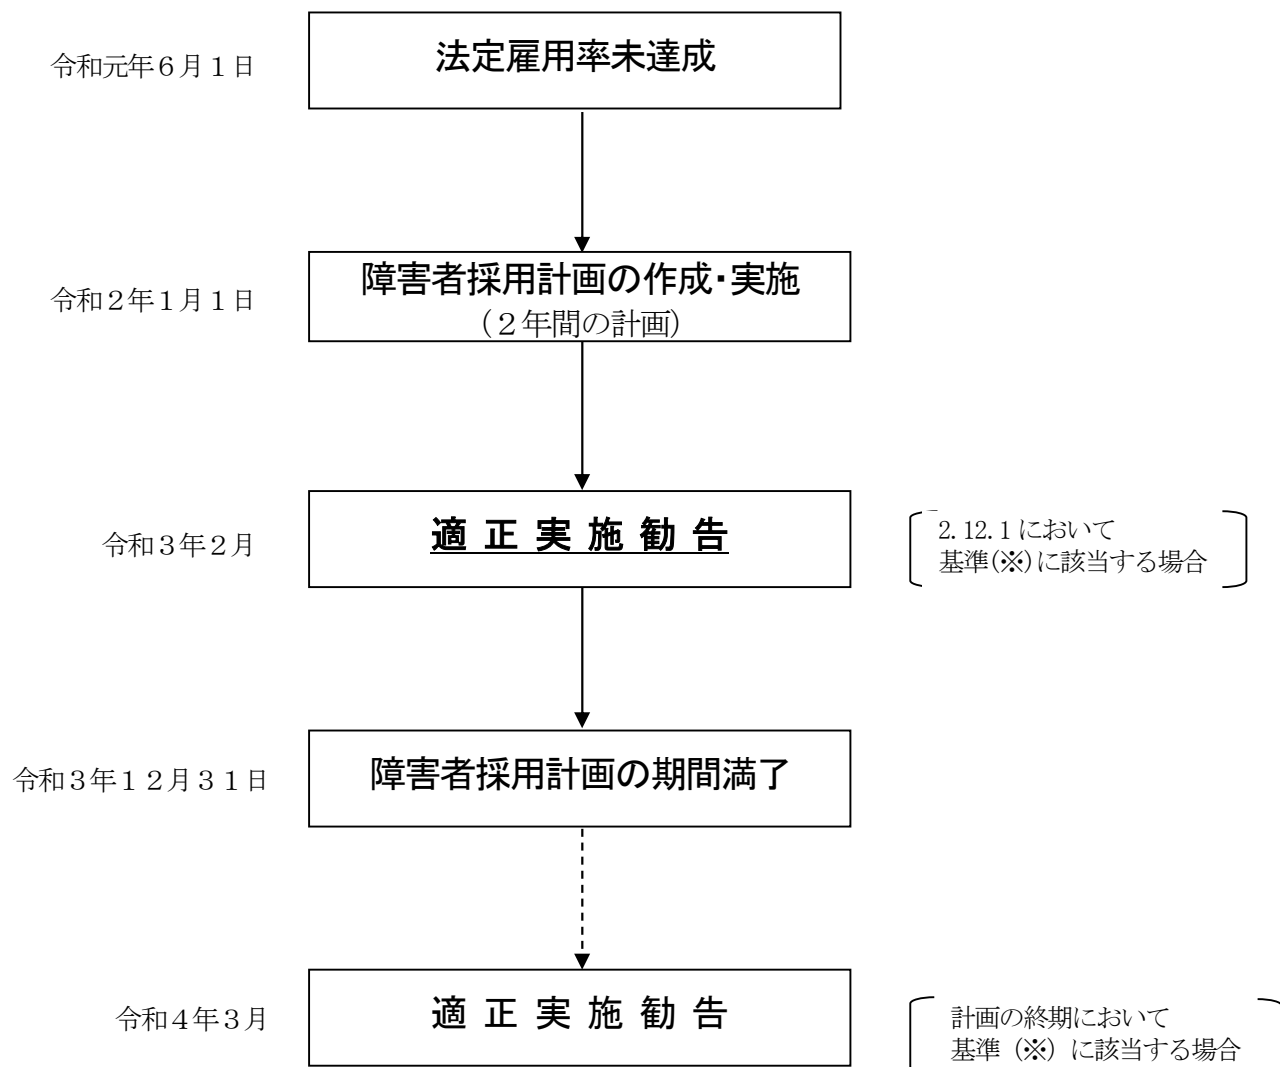 令和元年６月１日
法定雇用率未達成
令和２年１月１日
障害者採用計画の作成・実施
（２年間の計画）
令和３年２月
適 正 実 施 勧 告
2.12.1 において
基準(※)に該当する場合
令和３年１２月３１日
障害者採用計画の期間満了
令和４年３月
適 正 実 施 勧 告
計画の終期において
基準（※）に該当する場合